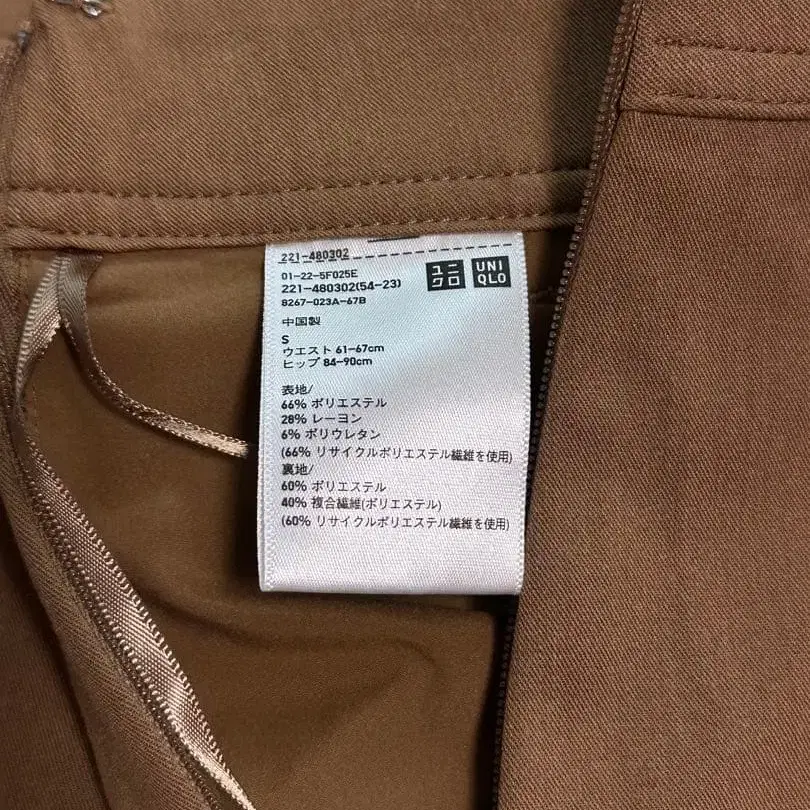 221-480302
01-22-5F025E
221-480302(54-23)
8267-023A-67B
ユニクロ
UNIQLO
中国製
S
ウエスト 61-67cm
ヒップ 84-90cm
表地/
66% ポリエステル
28% レーヨン
6% ポリウレタン
(66% リサイクルポリエステル繊維を使用)
裏地/
60% ポリエステル
40% 複合繊維(ポリエステル)
(60% リサイクルポリエステル繊維を使用)